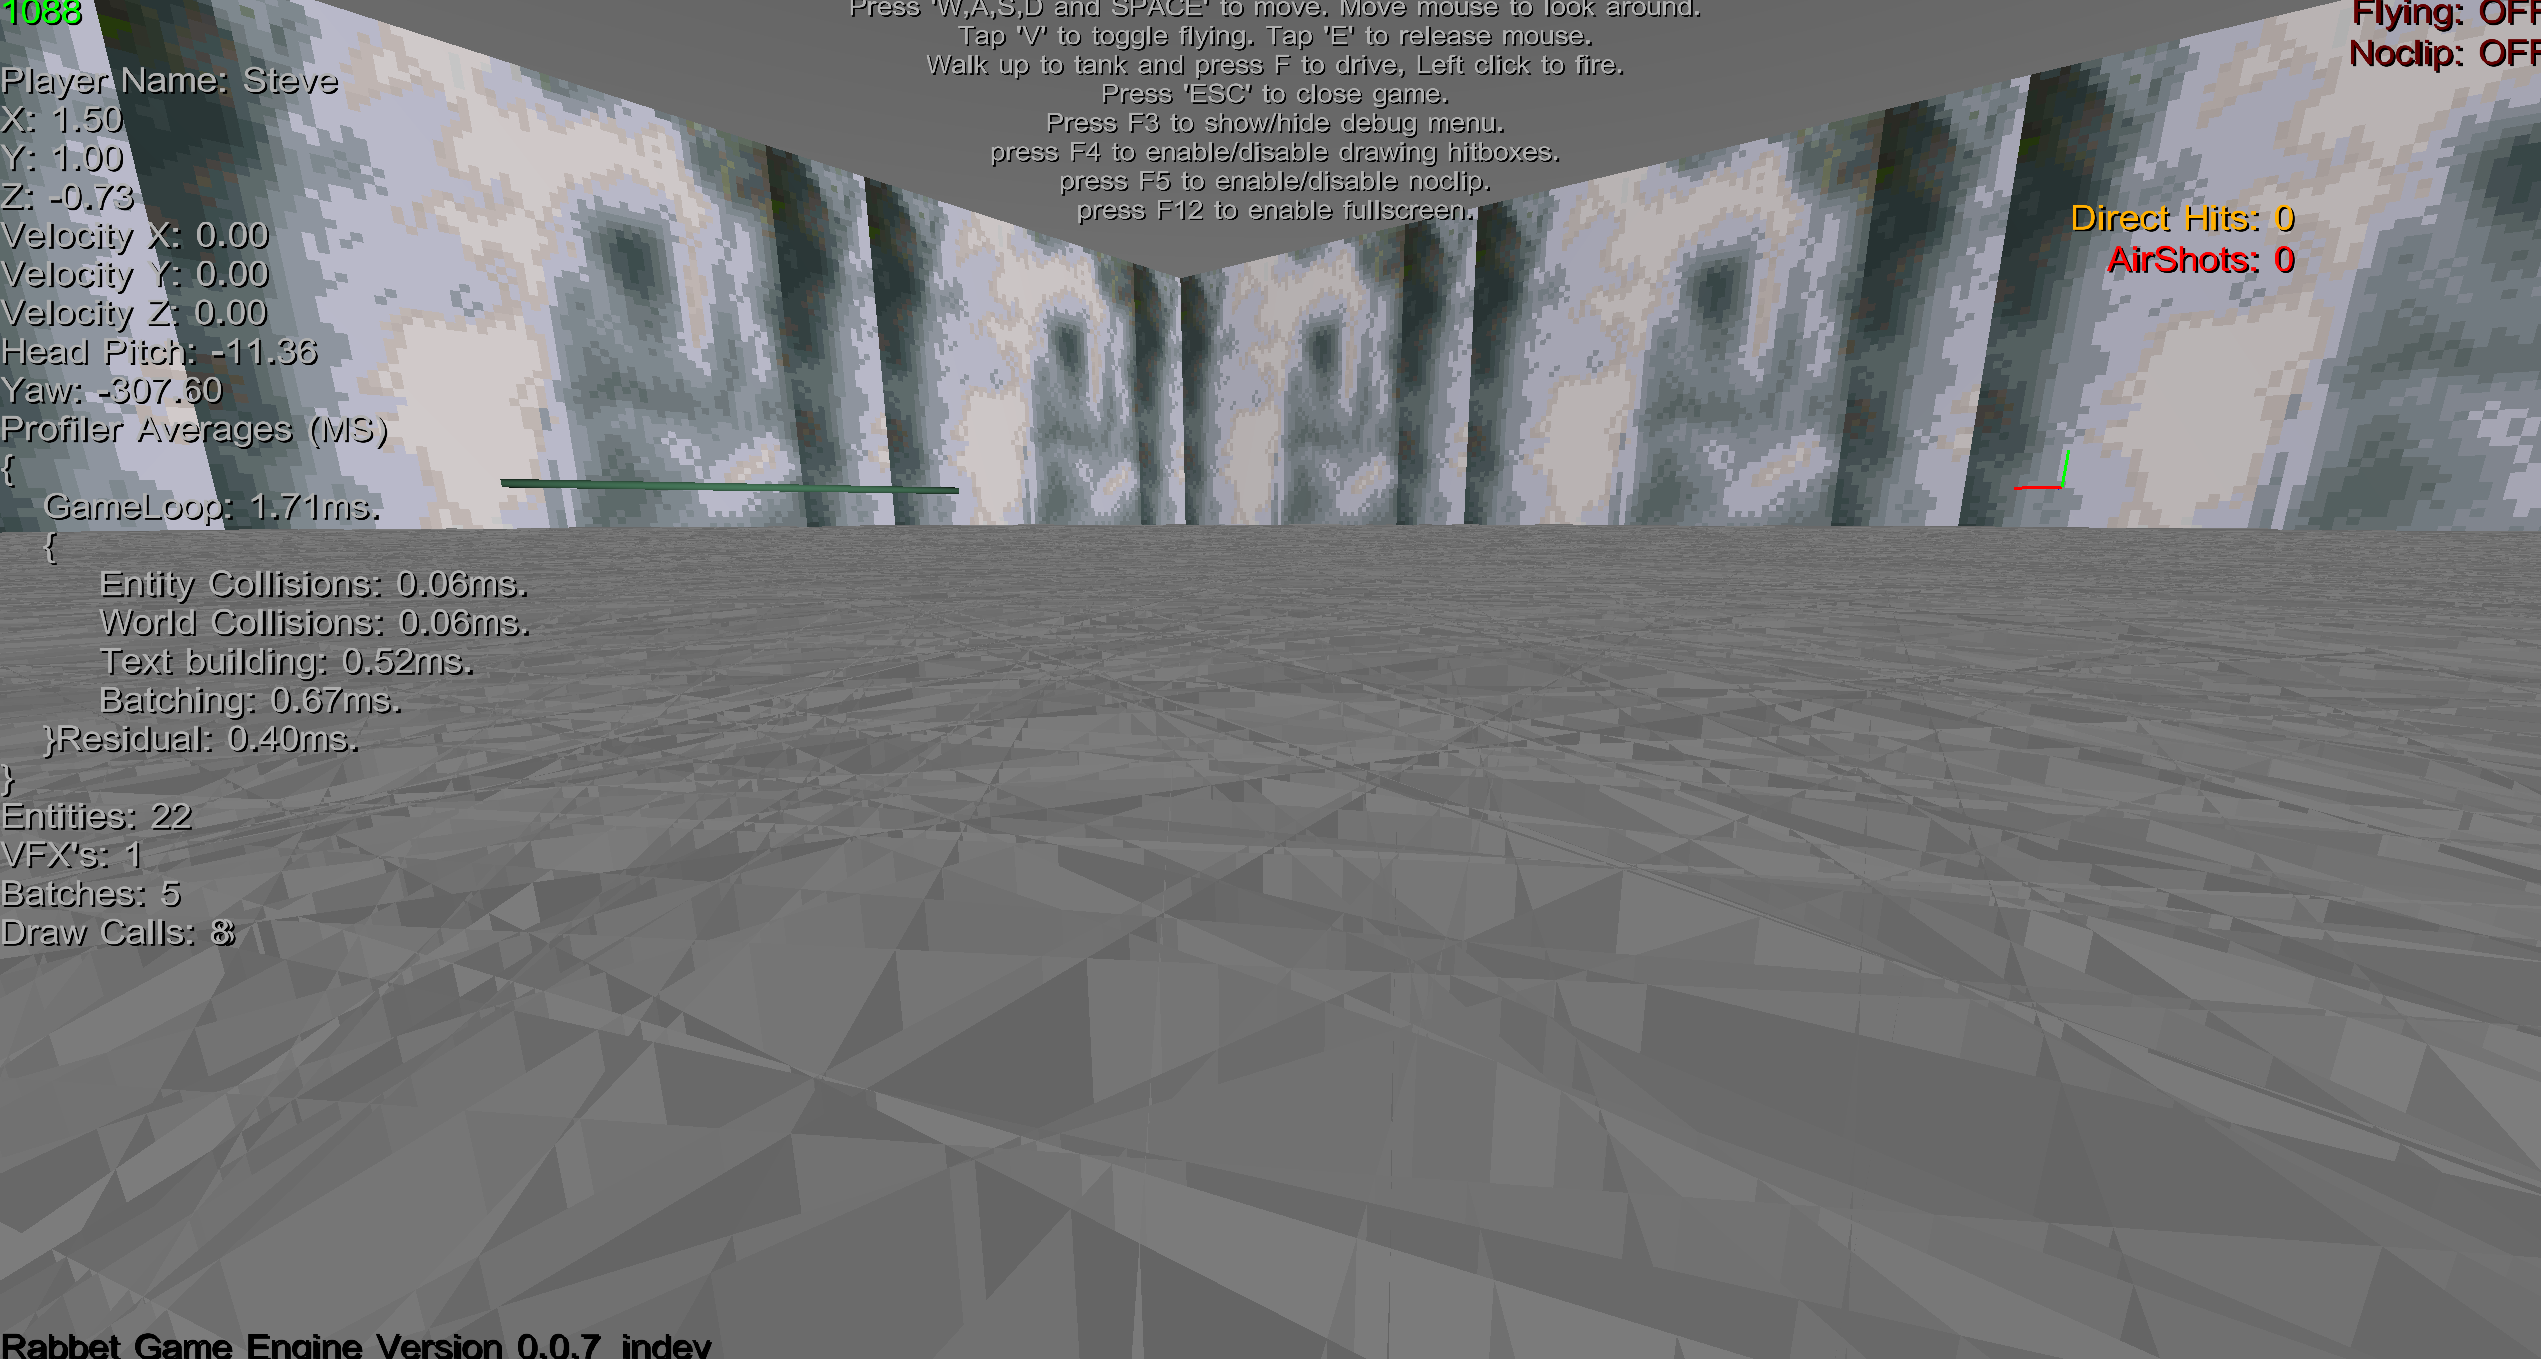 1088
Press 'W,A,S,D and SPACE' to move. Move mouse to look around.
Tap 'V' to toggle flying. Tap 'E' to release mouse.
Walk up to tank and press F to drive, Left click to fire.
Press 'ESC' to close game.
Press F3 to show/hide debug menu.
press F4 to enable/disable drawing hitboxes.
press F5 to enable/disable noclip.
press F12 to enable fullscreen.
Flying: OFF
Noclip: OFF
Direct Hits: 0
AirShots: 0
Player Name: Steve
X: 1.50
Y: 1.00
Z: -0.73
Velocity X: 0.00
Velocity Y: 0.00
Velocity Z: 0.00
Head Pitch: -11.36
Yaw: -307.60
Profiler Averages (MS)
{
GameLoop: 1.71ms.
{
Entity Collisions: 0.06ms.
World Collisions: 0.06ms.
Text building: 0.52ms.
Batching: 0.67ms.
}Residual: 0.40ms.
}
Entities: 22
VFX's: 1
Batches: 5
Draw Calls: 8
Rabbet Game Engine Version 0.0.7_indev